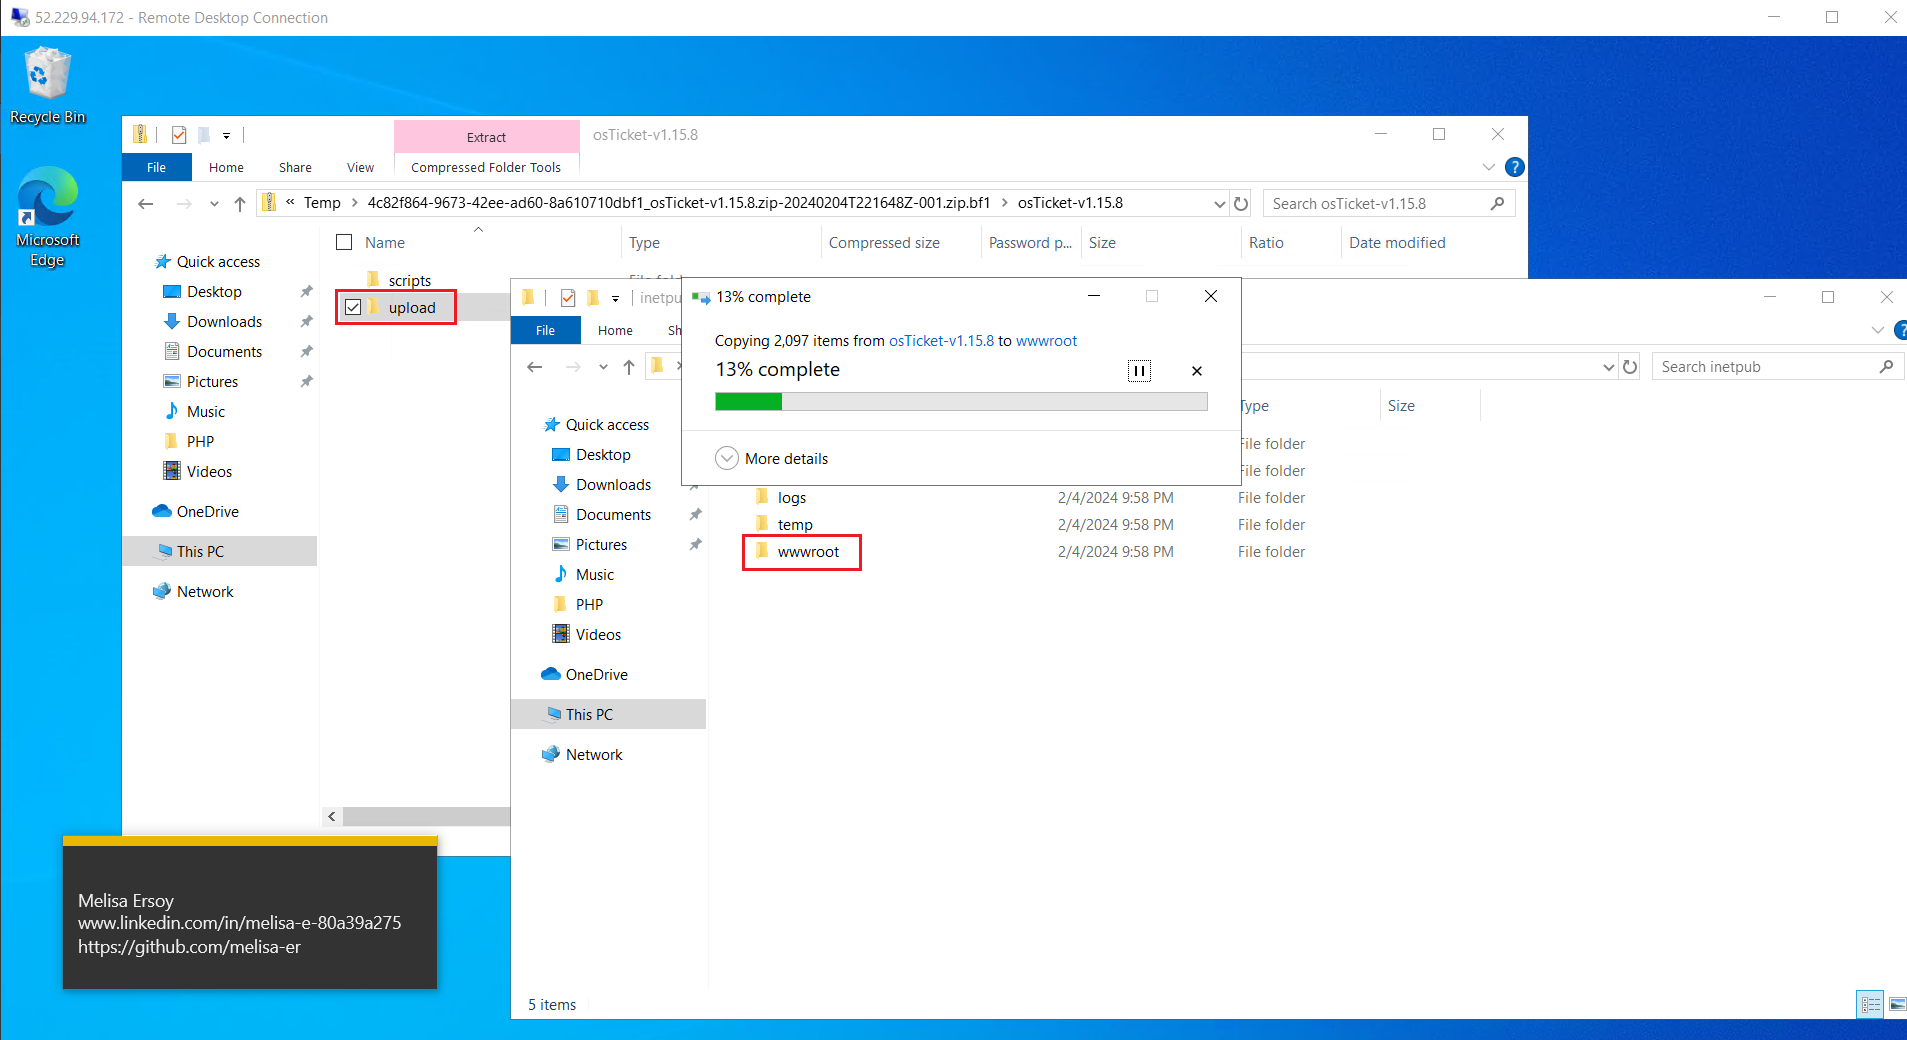 52.229.94.172 - Remote Desktop Connection
Recycle Bin
Microsoft
Edge
Extract
osTicket-v1.15.8
File
Home
Share
View
Compressed Folder Tools
« Temp > 4c82f864-9673-42ee-ad60-8a610710dbf1_osTicket-v1.15.8.zip-20240204T221648Z-001.zip.bf1 > osTicket-v1.15.8
Search osTicket-v1.15.8
Name
Type
Compressed size
Password p...
Size
Ratio
Date modified
Quick access
Desktop
Downloads
Documents
Pictures
Music
PHP
Videos
OneDrive
This PC
Network
scripts
File fold
upload
inetpu
File
Home
Sh
Search inetpub
13% complete
Copying 2,097 items from osTicket-v1.15.8 to wwwroot
13% complete
More details
Type
Size
Quick access
Desktop
Downloads
Documents
Pictures
Music
PHP
Videos
OneDrive
This PC
Network
File folder
File folder
logs 2/4/2024 9:58 PM File folder
temp 2/4/2024 9:58 PM File folder
wwwroot 2/4/2024 9:58 PM File folder
5 items
Melisa Ersoy
www.linkedin.com/in/melisa-e-80a39a275
https://github.com/melisa-er